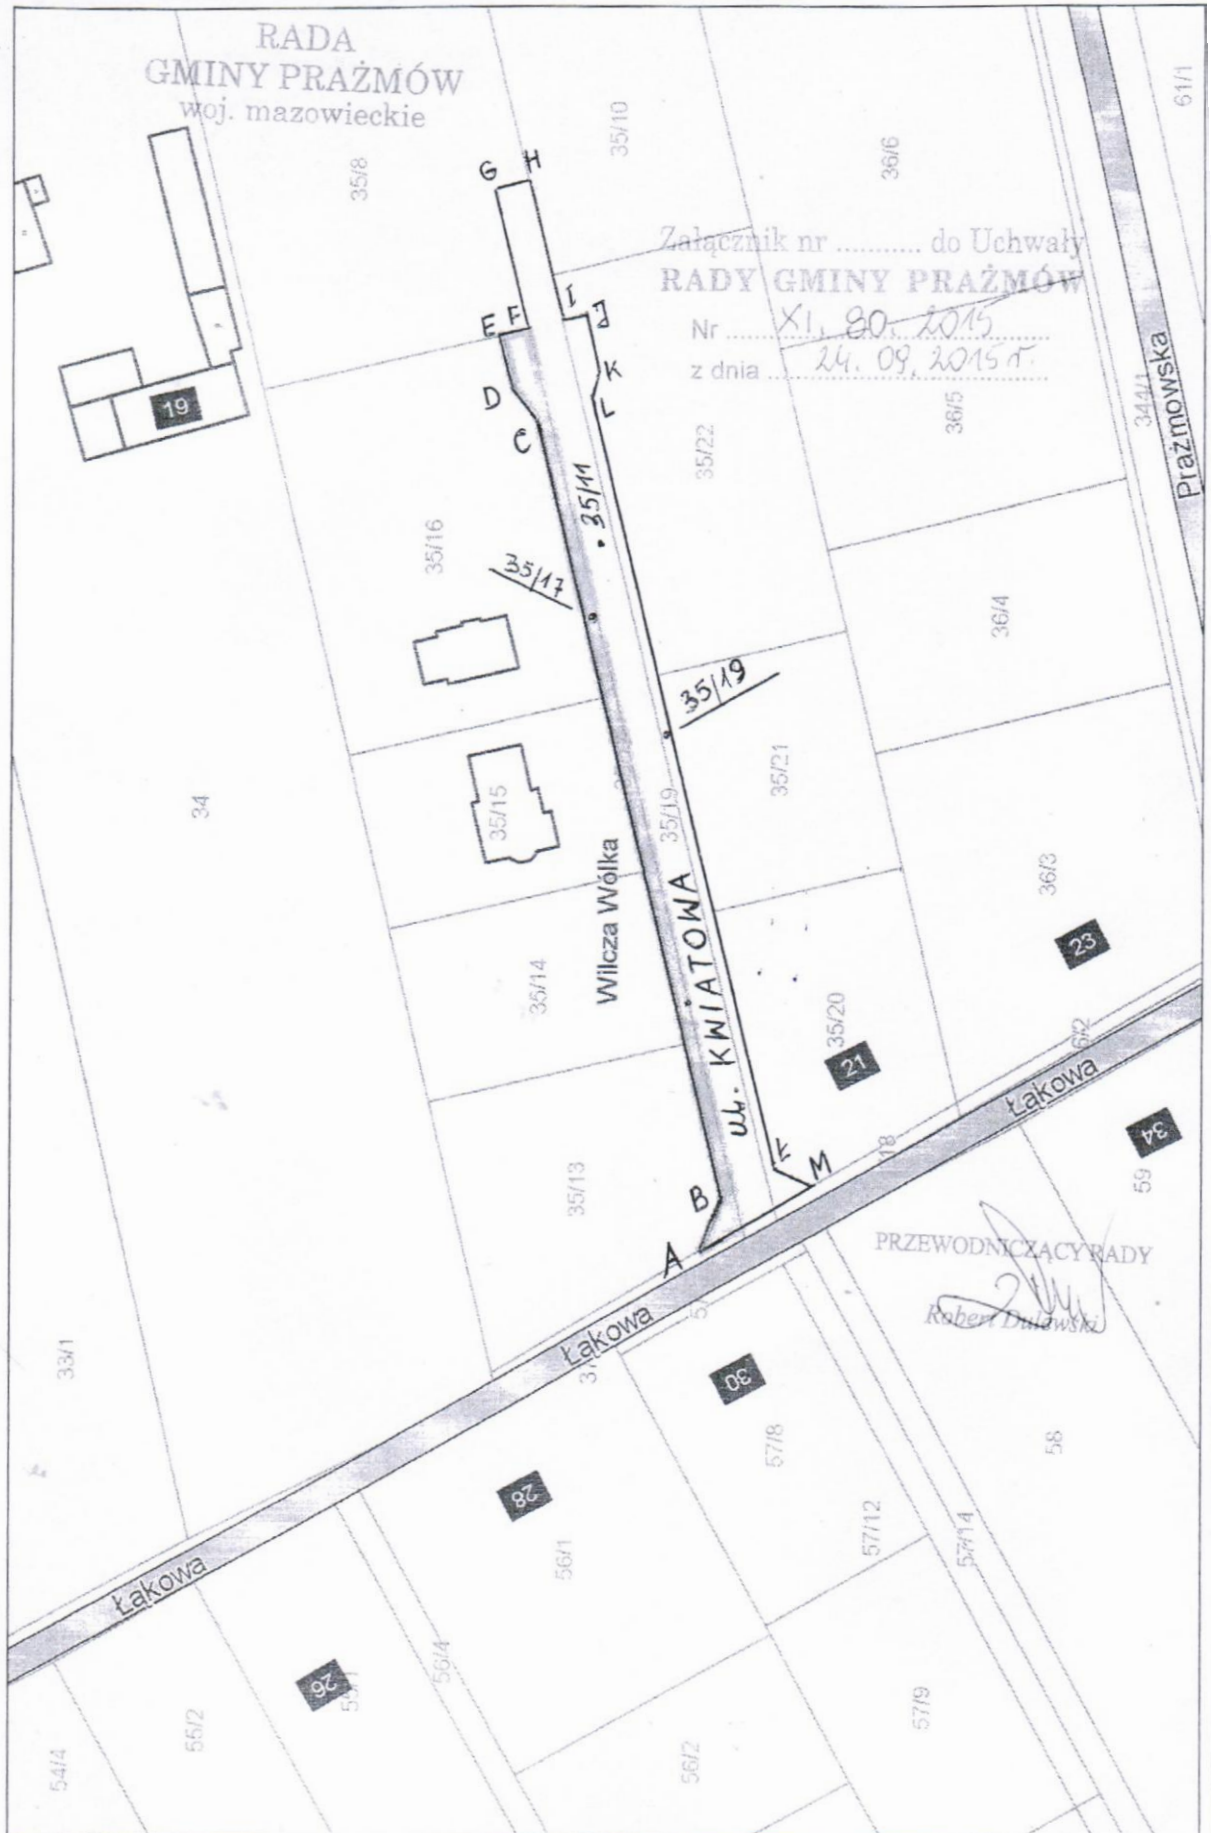 RADA
GMINY PRAŻMÓW
woj. mazowieckie
35/8
35/10
36/6
61/1
G
H
Załącznik nr .......... do Uchwały
RADY GMINY PRAŻMÓW
Nr XI. 80. 2015
z dnia 24. 09. 2015 r.
E
F
I
J
K
D
L
C
19
35/16
35/11
35/17
35/22
36/5
344/1
Prażmowska
36/4
35/19
34
35/15
35/19
35/21
Wilcza Wólka
ul. KWIATOWA
35/14
35/20
36/3
23
21
6/2
Łąkowa
34
59
35/13
B
A
Ł
M
18
PRZEWODNICZĄCY RADY
Robert Dulewski
33/1
Łąkowa
37
5/
30
57/8
58
28
56/1
57/12
57/14
Łąkowa
26
56/4
55/2
54/4
56/2
57/9